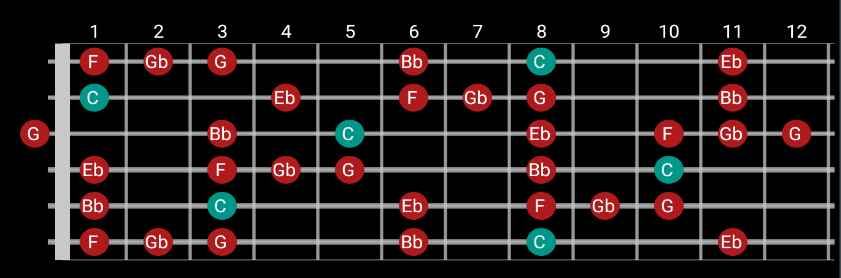 1 2 3 4 5 6 7 8 9 10 11 12
F Gb G Bb C Eb
C Eb F Gb G Bb
G Bb C Eb F Gb G
Eb F Gb G Bb C
Bb C Eb F Gb G
F Gb G Bb C Eb